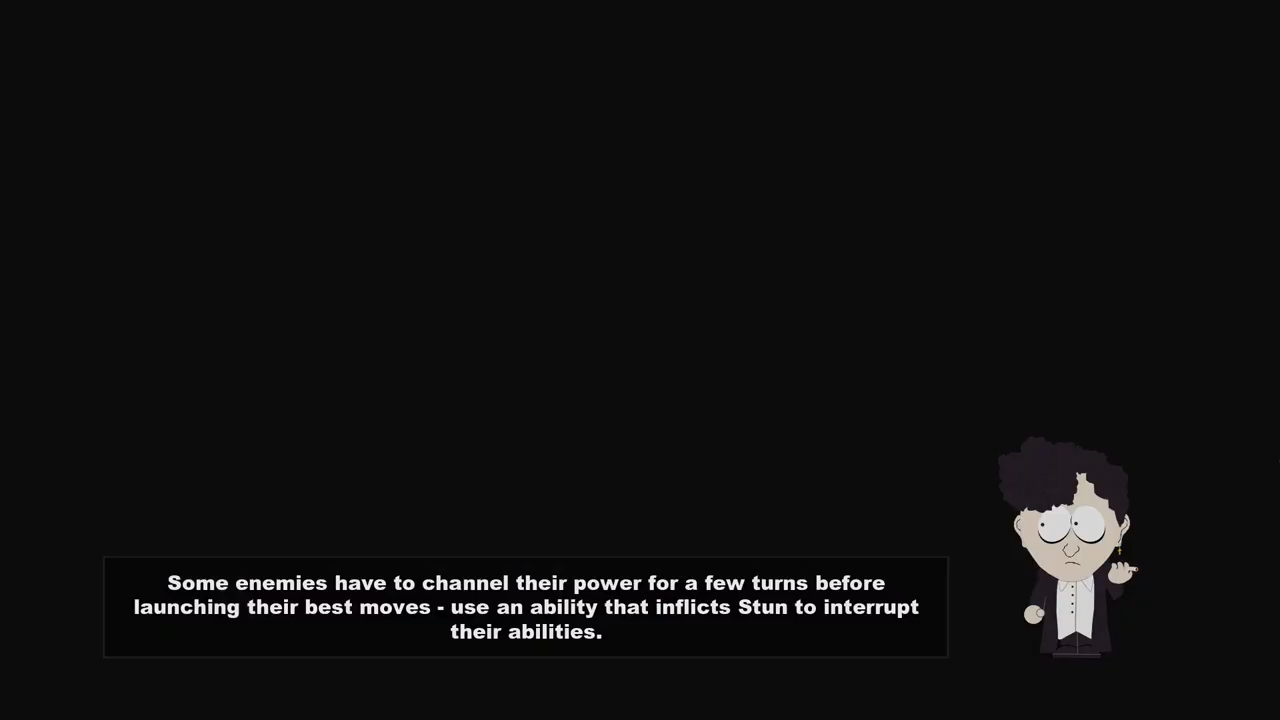 Some enemies have to channel their power for a few turns before
launching their best moves - use an ability that inflicts Stun to interrupt
their abilities.